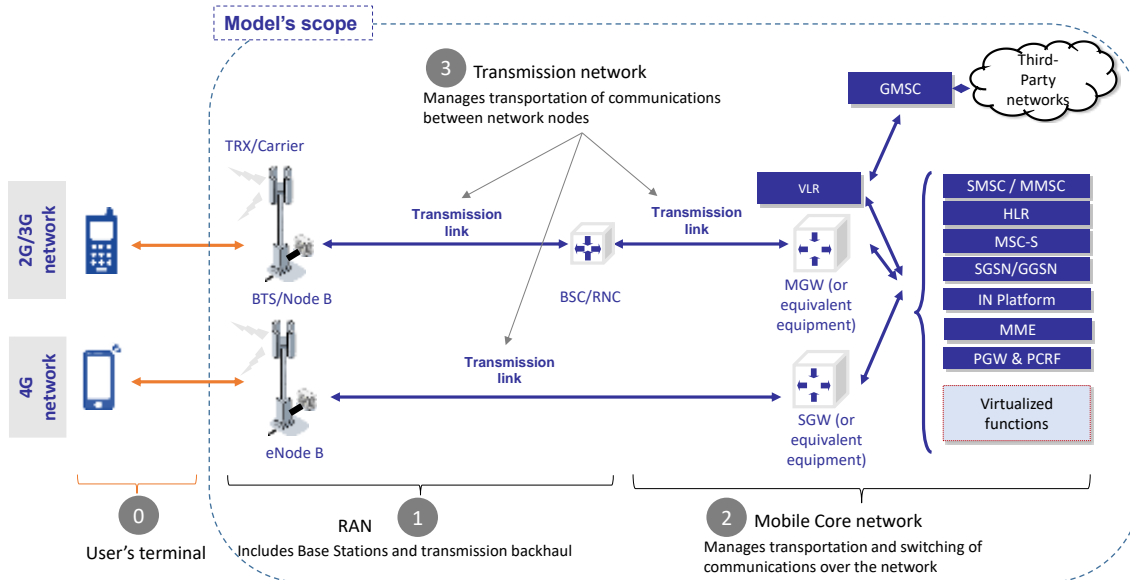 Model's scope
3
Transmission network
Manages transportation of communications
between network nodes
GMSC
Third-
Party
networks
TRX/Carrier
2G/3G
network
Transmission
link
Transmission
link
VLR
SMSC / MMSC
HLR
MSC-S
SGSN/GGSN
IN Platform
MME
PGW & PCRF
Virtualized
functions
BTS/Node B
BSC/RNC
MGW (or
equivalent
equipment)
4G
network
Transmission
link
eNode B
SGW (or
equivalent
equipment)
0
User's terminal
1
RAN
Includes Base Stations and transmission backhaul
2
Mobile Core network
Manages transportation and switching of
communications over the network